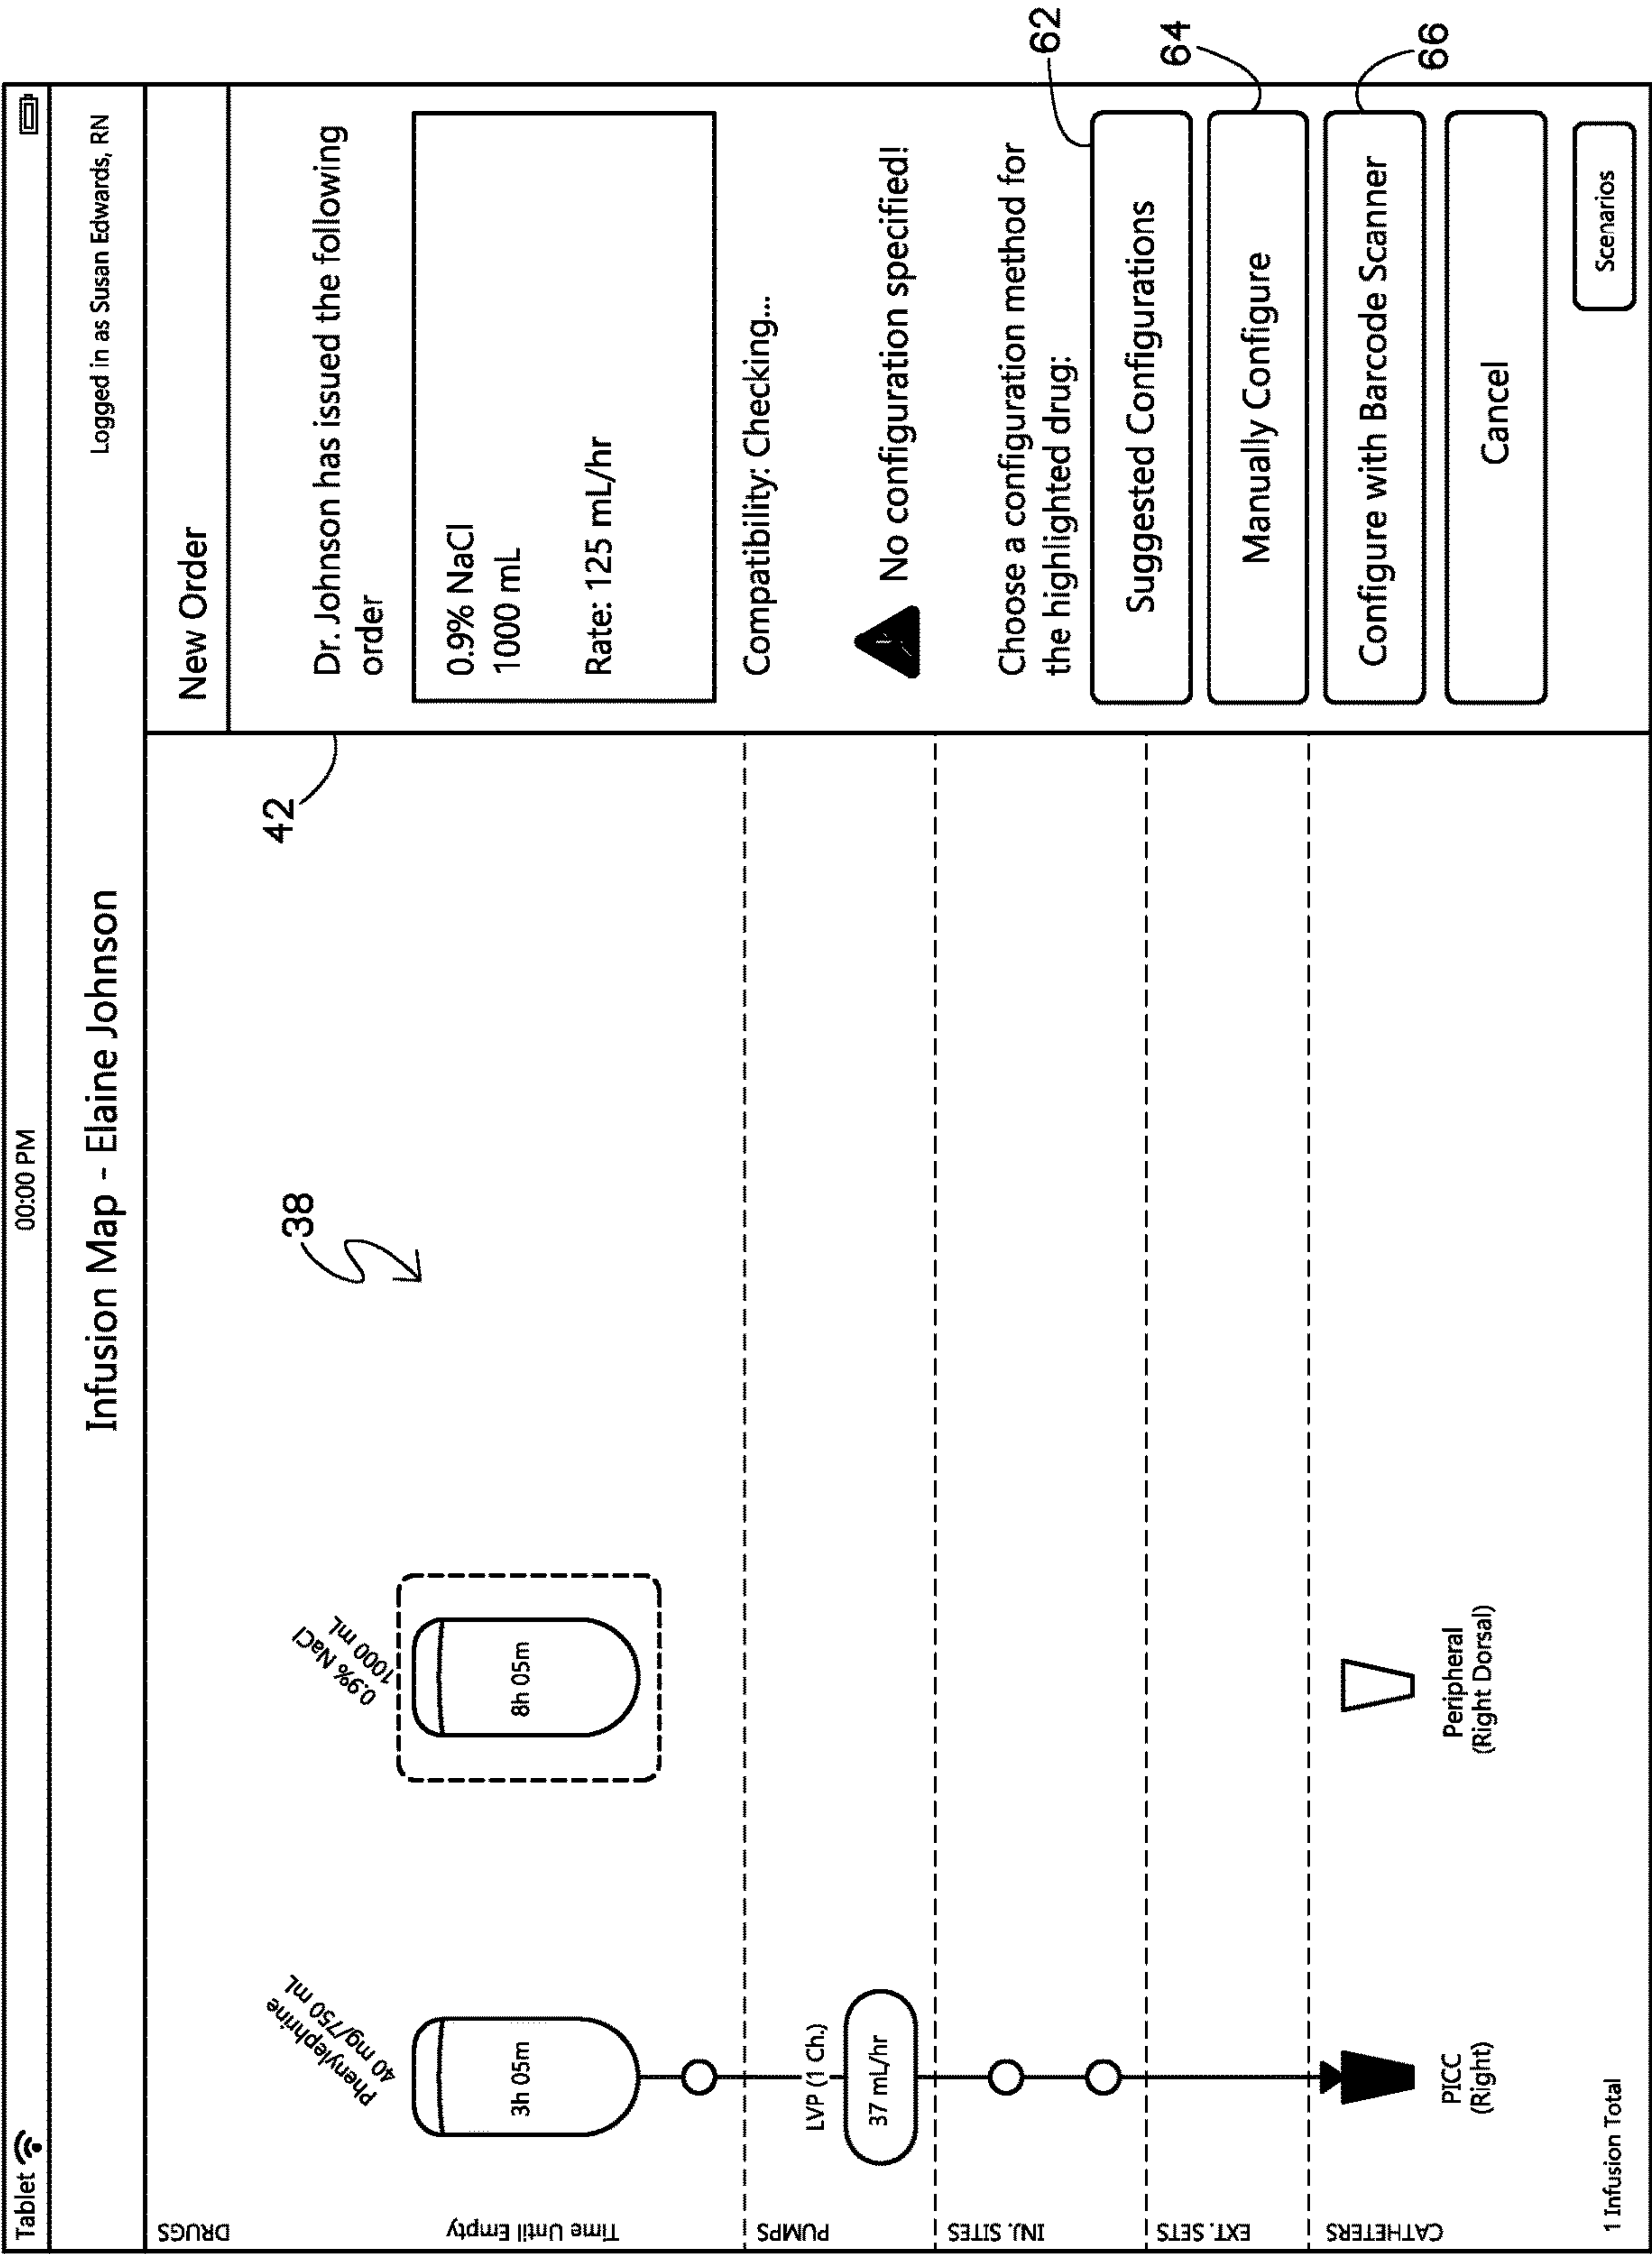 Tablet
00:00 PM
Infusion Map - Elaine Johnson
Logged in as Susan Edwards, RN
DRUGS
Time Until Empty
Phenylephrine
40 mg/750 mL
3h 05m
0.9% NaCl
1000 mL
8h 05m
38
42
PUMPS
LVP (1 Ch.)
37 mL/hr
INJ. SITES
EXT. SETS
CATHETERS
PICC
(Right)
Peripheral
(Right Dorsal)
1 Infusion Total
New Order
Dr. Johnson has issued the following
order
0.9% NaCl
1000 mL
Rate: 125 mL/hr
Compatibility: Checking...
No configuration specified!
Choose a configuration method for
the highlighted drug:
Suggested Configurations
62
Manually Configure
64
Configure with Barcode Scanner
66
Cancel
Scenarios